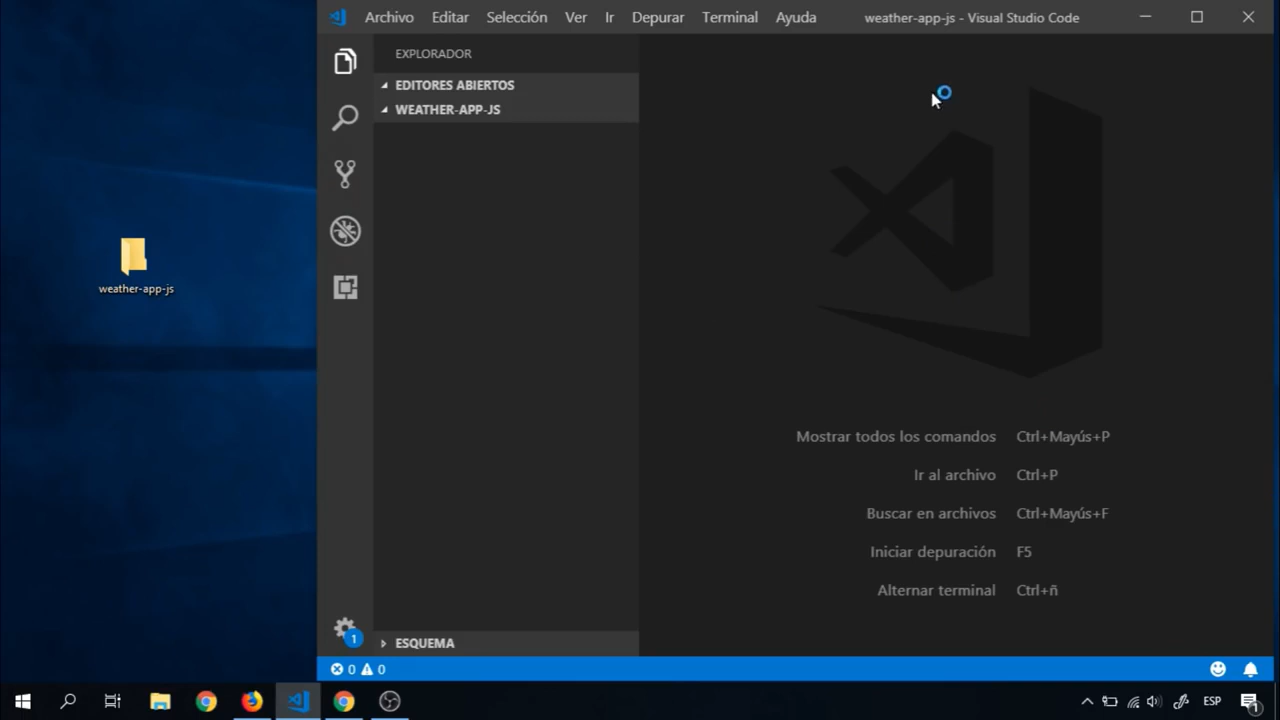 Archivo Editar Selección Ver Ir Depurar Terminal Ayuda weather-app-js - Visual Studio Code
EXPLORADOR
EDITORES ABIERTOS
WEATHER-APP-JS
weather-app-js
Mostrar todos los comandos Ctrl+Mayús+P
Ir al archivo Ctrl+P
Buscar en archivos Ctrl+Mayús+F
Iniciar depuración F5
Alternar terminal Ctrl+ñ
1
ESQUEMA
0 0
ESP
1